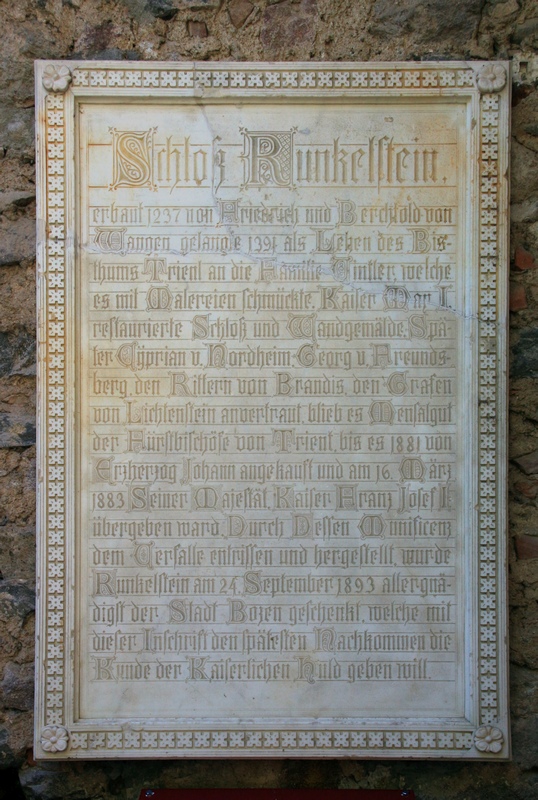 Schloß Runkelstein.
erbaut 1237 von Friedrich und Berchtold von
Wangen gelangte 1391 als Lehen des Bis-
thums Trient an die Familie Vintler, welche
es mit Malereien schmückte. Kaiser Max I.
restaurierte Schloß und Wandgemälde. Spä-
ter Cyprian v. Nordheim-Georg v. Freunds-
berg den Rittern von Brandis, den Grafen
von Lichtenstein anvertraut, blieb es Mensalgut
der Fürstbischöfe von Trient, bis es 1881 von
Erzherzog Johann angekauft und am 16. März
1883 Seiner Majestät Kaiser Franz Josef I.
übergeben ward. Durch Dessen Munificenz
dem Verfalle entrissen und hergestellt, wurde
Runkelstein am 24. September 1893 allergnä-
digst der Stadt Bozen geschenkt, welche mit
dieser Inschrift den spätesten Nachkommen die
Kunde der Kaiserlichen Huld geben will.